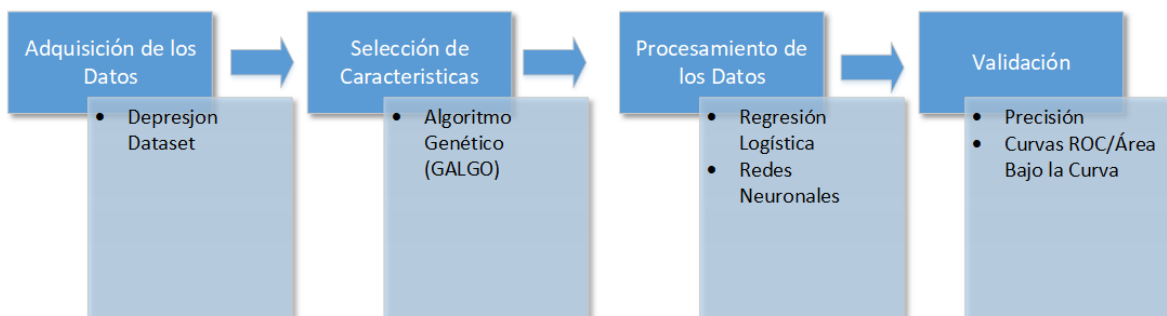 Adquisición de los
Datos
• Depresjon
Dataset
Selección de
Caracteristicas
• Algoritmo
Genético
(GALGO)
Procesamiento de
los Datos
• Regresión
Logística
• Redes
Neuronales
Validación
• Precisión
• Curvas ROC/Área
Bajo la Curva